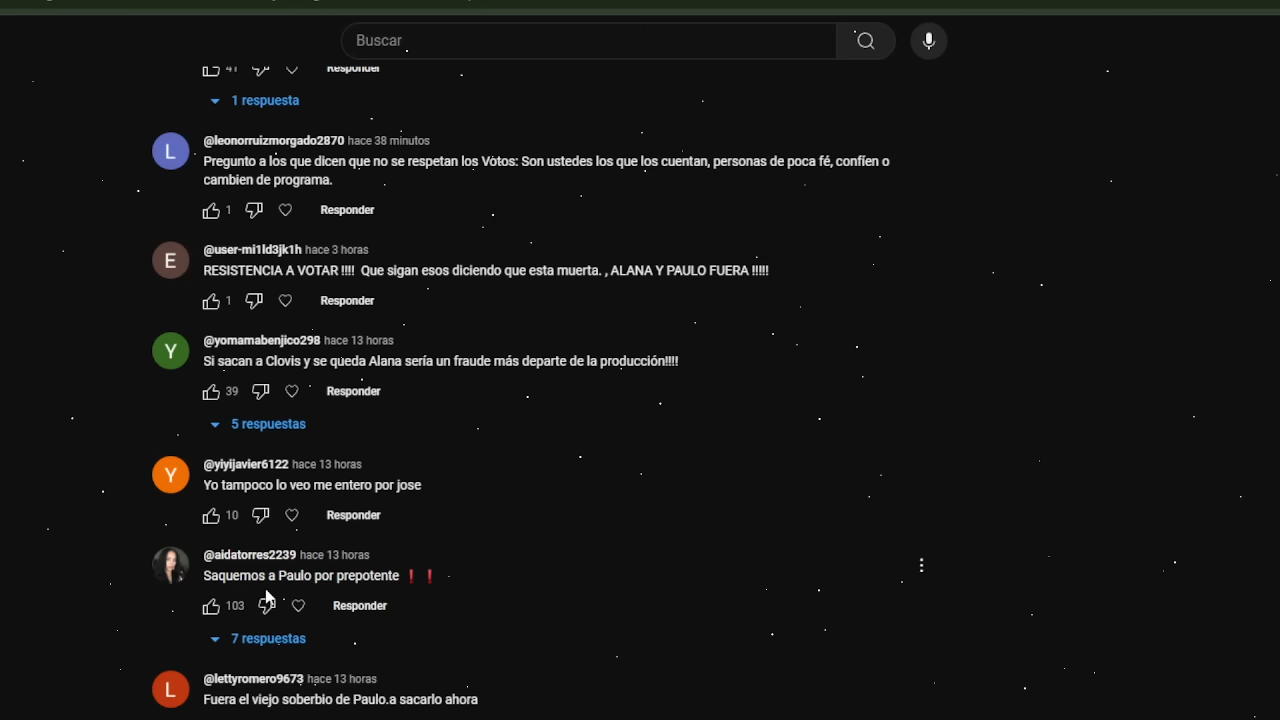 Buscar
41 Responder
1 respuesta
@leonorruizmorgado2870 hace 38 minutos
Pregunto a los que dicen que no se respetan los Votos: Son ustedes los que los cuentan, personas de poca fé, confíen o
cambien de programa.
1 Responder
@user-mi1ld3jk1h hace 3 horas
RESISTENCIA A VOTAR !!!! Que sigan esos diciendo que esta muerta. , ALANA Y PAULO FUERA !!!!!
1 Responder
@yomamabenjico298 hace 13 horas
Si sacan a Clovis y se queda Alana sería un fraude más departe de la producción!!!!
39 Responder
5 respuestas
@yiyijavier6122 hace 13 horas
Yo tampoco lo veo me entero por jose
10 Responder
@aidatorres2239 hace 13 horas
Saquemos a Paulo por prepotente ❗❗
103 Responder
7 respuestas
@lettyromero9673 hace 13 horas
Fuera el viejo soberbio de Paulo.a sacarlo ahora
L
E
Y
Y
L